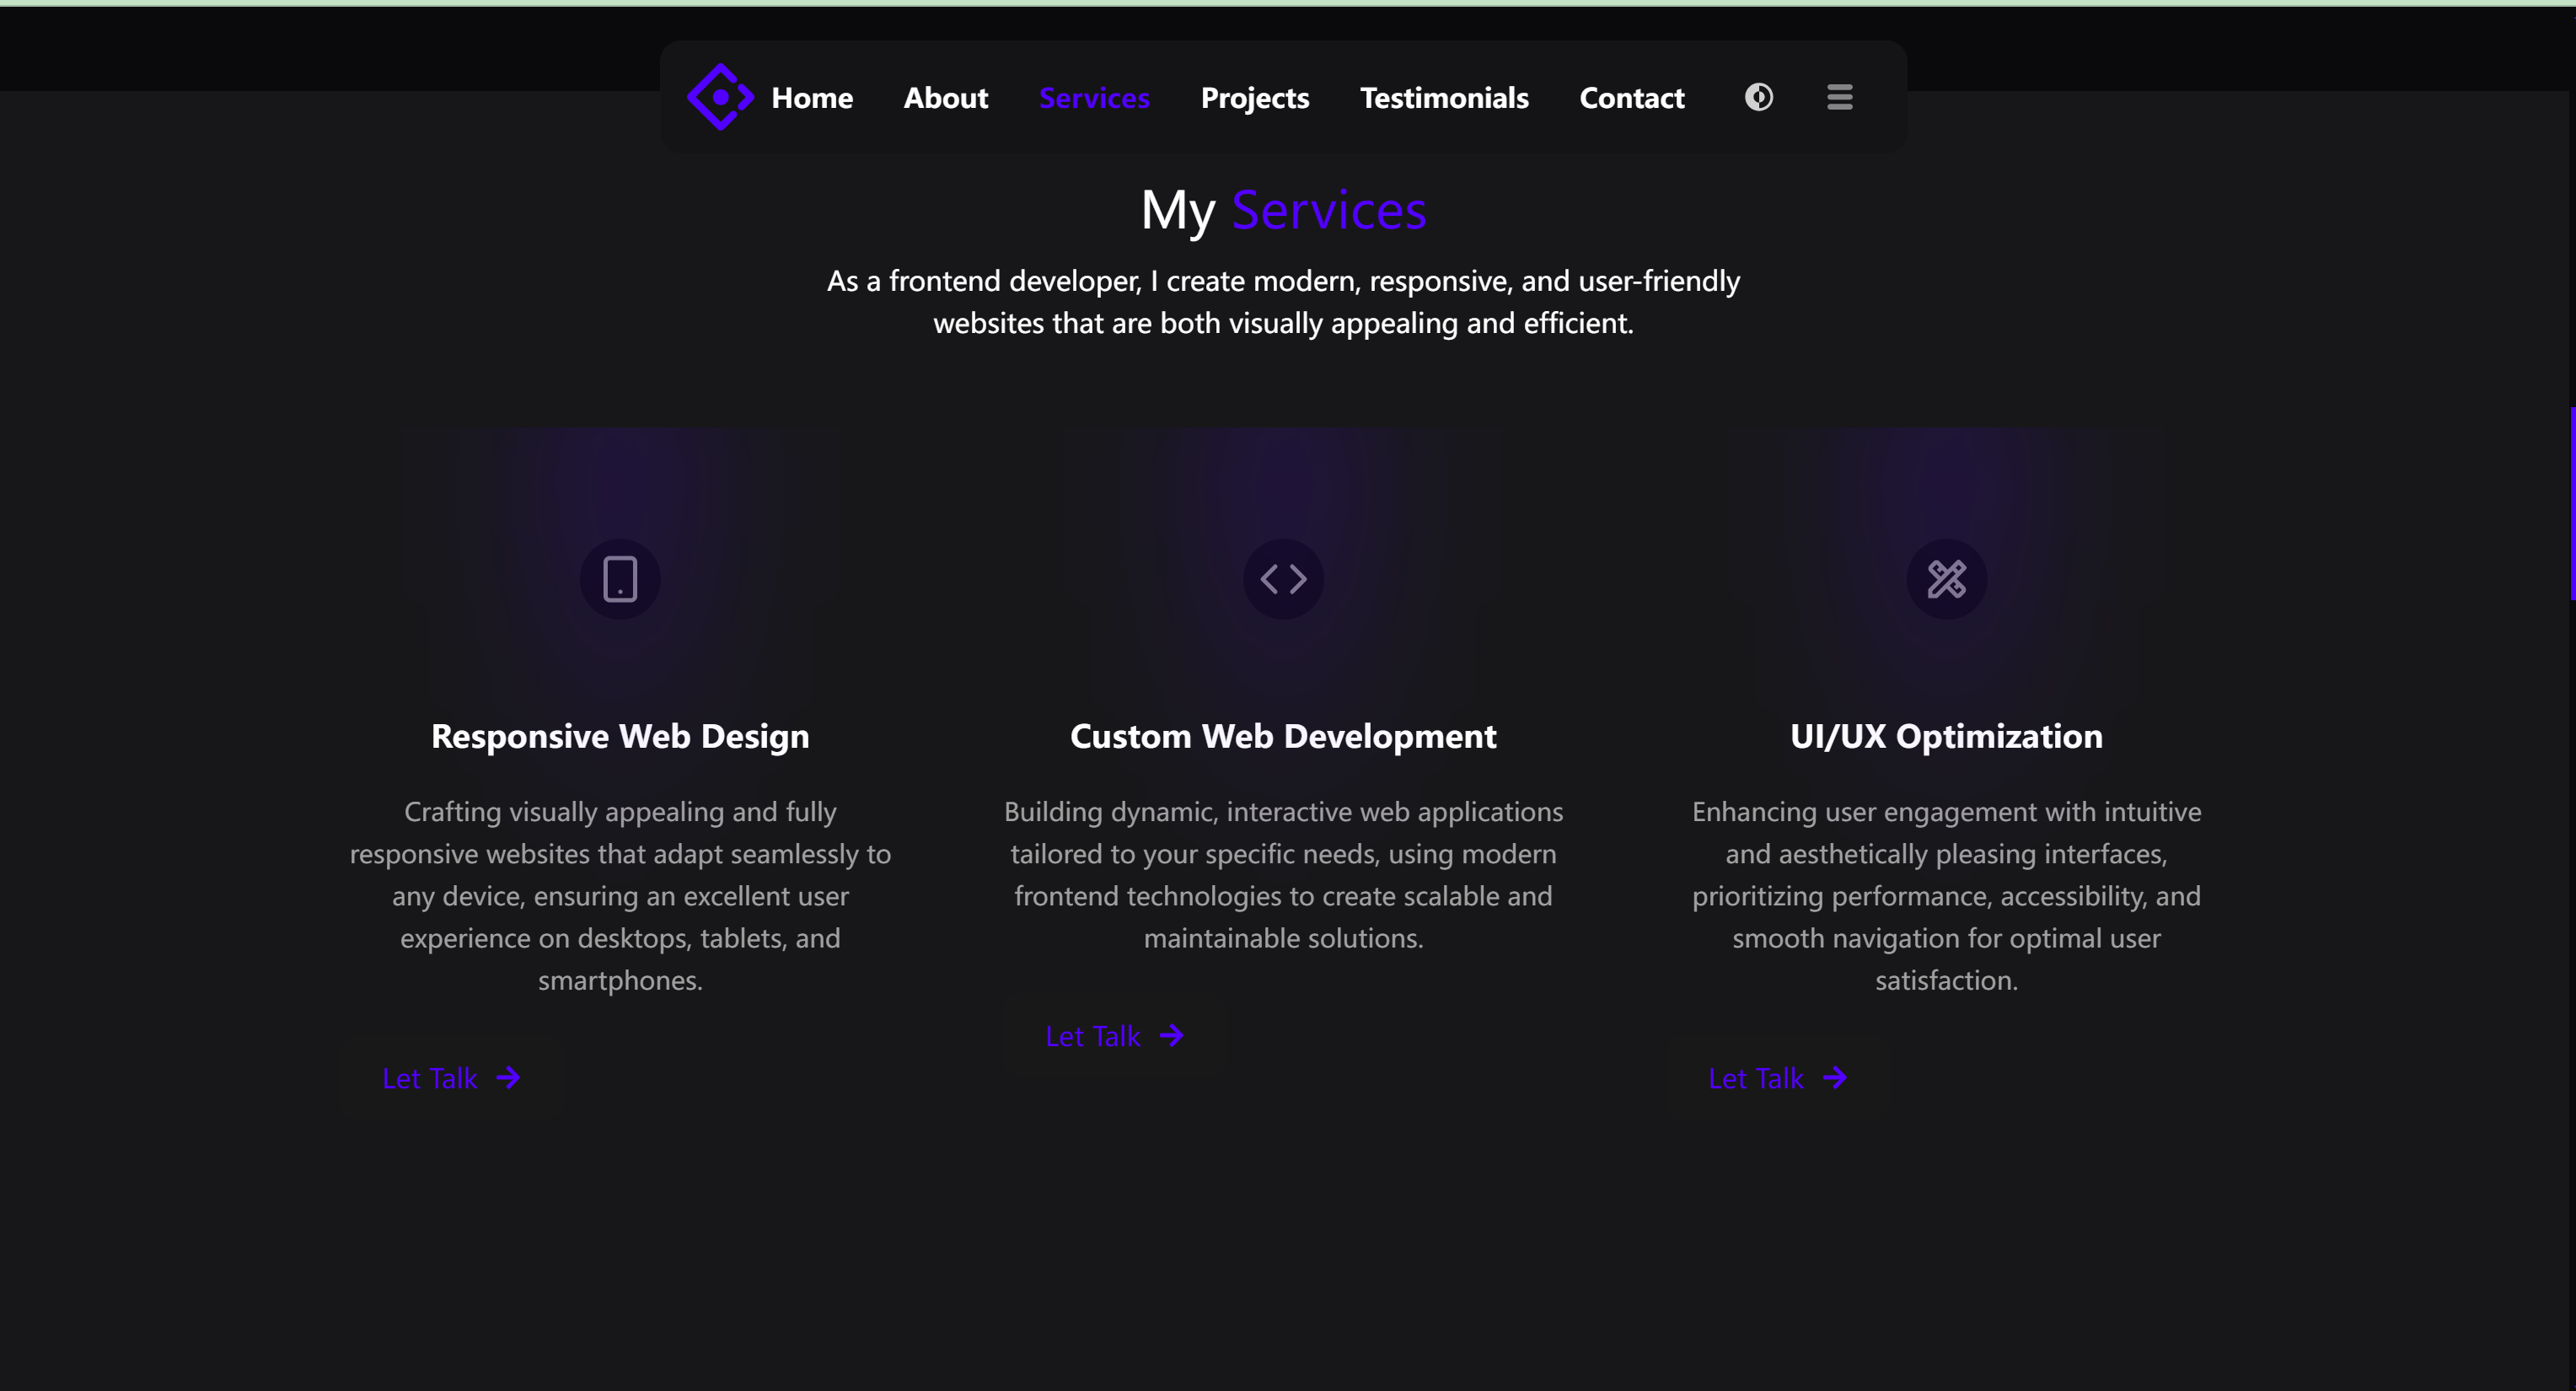 Home About Services Projects Testimonials Contact
My Services
As a frontend developer, I create modern, responsive, and user-friendly
websites that are both visually appealing and efficient.
Responsive Web Design
Crafting visually appealing and fully
responsive websites that adapt seamlessly to
any device, ensuring an excellent user
experience on desktops, tablets, and
smartphones.
Let Talk
Custom Web Development
Building dynamic, interactive web applications
tailored to your specific needs, using modern
frontend technologies to create scalable and
maintainable solutions.
Let Talk
UI/UX Optimization
Enhancing user engagement with intuitive
and aesthetically pleasing interfaces,
prioritizing performance, accessibility, and
smooth navigation for optimal user
satisfaction.
Let Talk